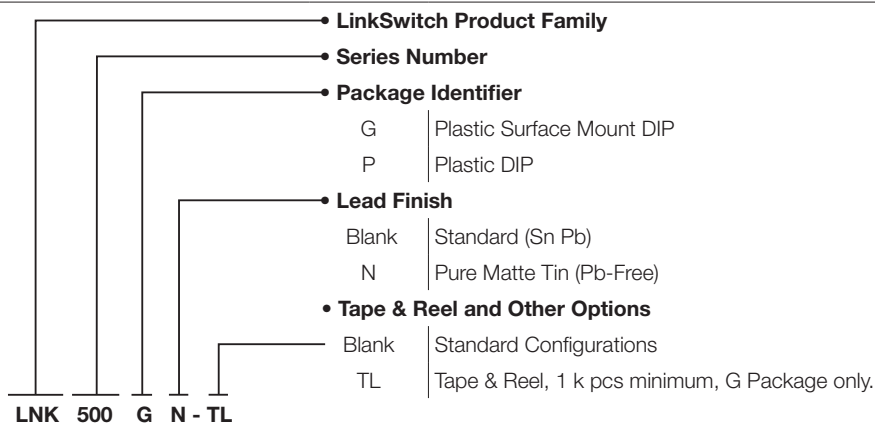 • LinkSwitch Product Family
• Series Number
• Package Identifier
G Plastic Surface Mount DIP
P Plastic DIP
• Lead Finish
Blank Standard (Sn Pb)
N Pure Matte Tin (Pb-Free)
• Tape & Reel and Other Options
Blank Standard Configurations
TL Tape & Reel, 1 k pcs minimum, G Package only.
LNK 500 G N - TL